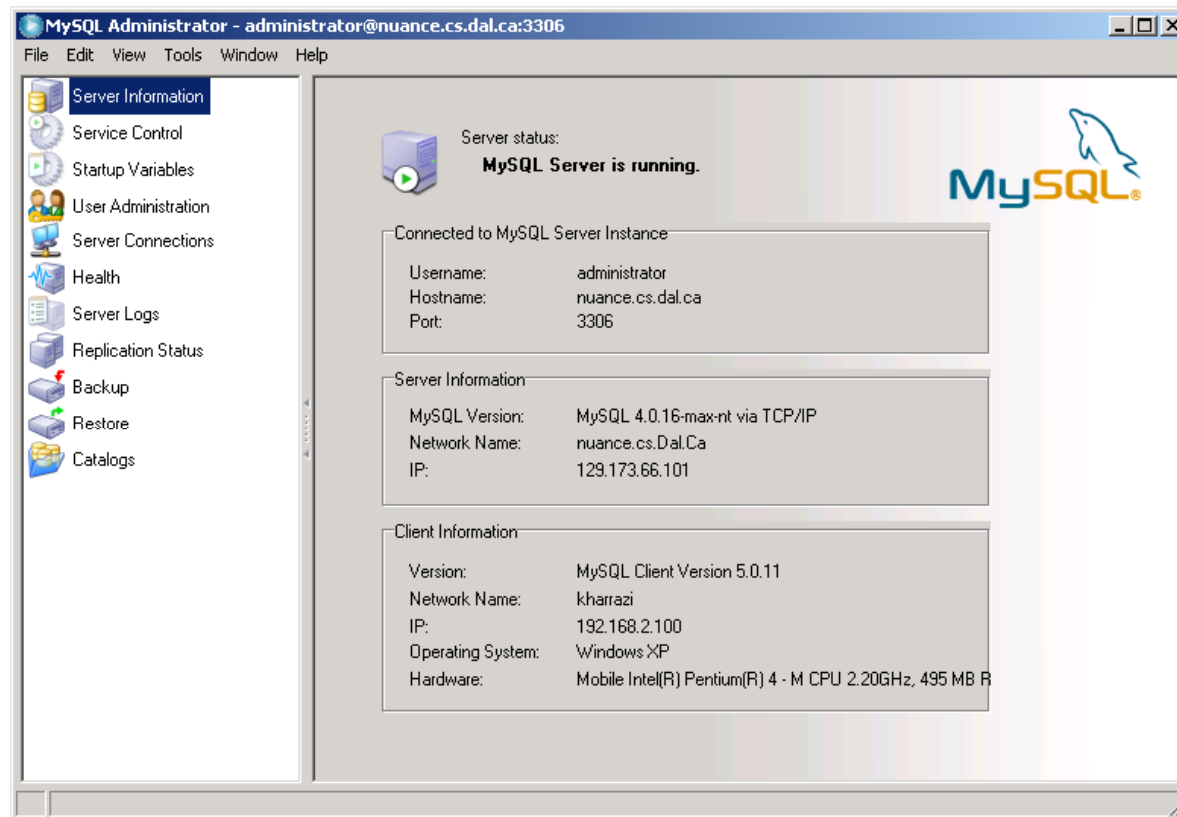 MySQL Administrator - administrator@nuance.cs.dal.ca:3306
File Edit View Tools Window Help
Server Information
Service Control
Startup Variables
User Administration
Server Connections
Health
Server Logs
Replication Status
Backup
Restore
Catalogs
Server status:
MySQL Server is running.
MySQL®
Connected to MySQL Server Instance
Username: administrator
Hostname: nuance.cs.dal.ca
Port: 3306
Server Information
MySQL Version: MySQL 4.0.16-max-nt via TCP/IP
Network Name: nuance.cs.Dal.Ca
IP: 129.173.66.101
Client Information
Version: MySQL Client Version 5.0.11
Network Name: kharrazi
IP: 192.168.2.100
Operating System: Windows XP
Hardware: Mobile Intel(R) Pentium(R) 4 - M CPU 2.20GHz, 495 MB R